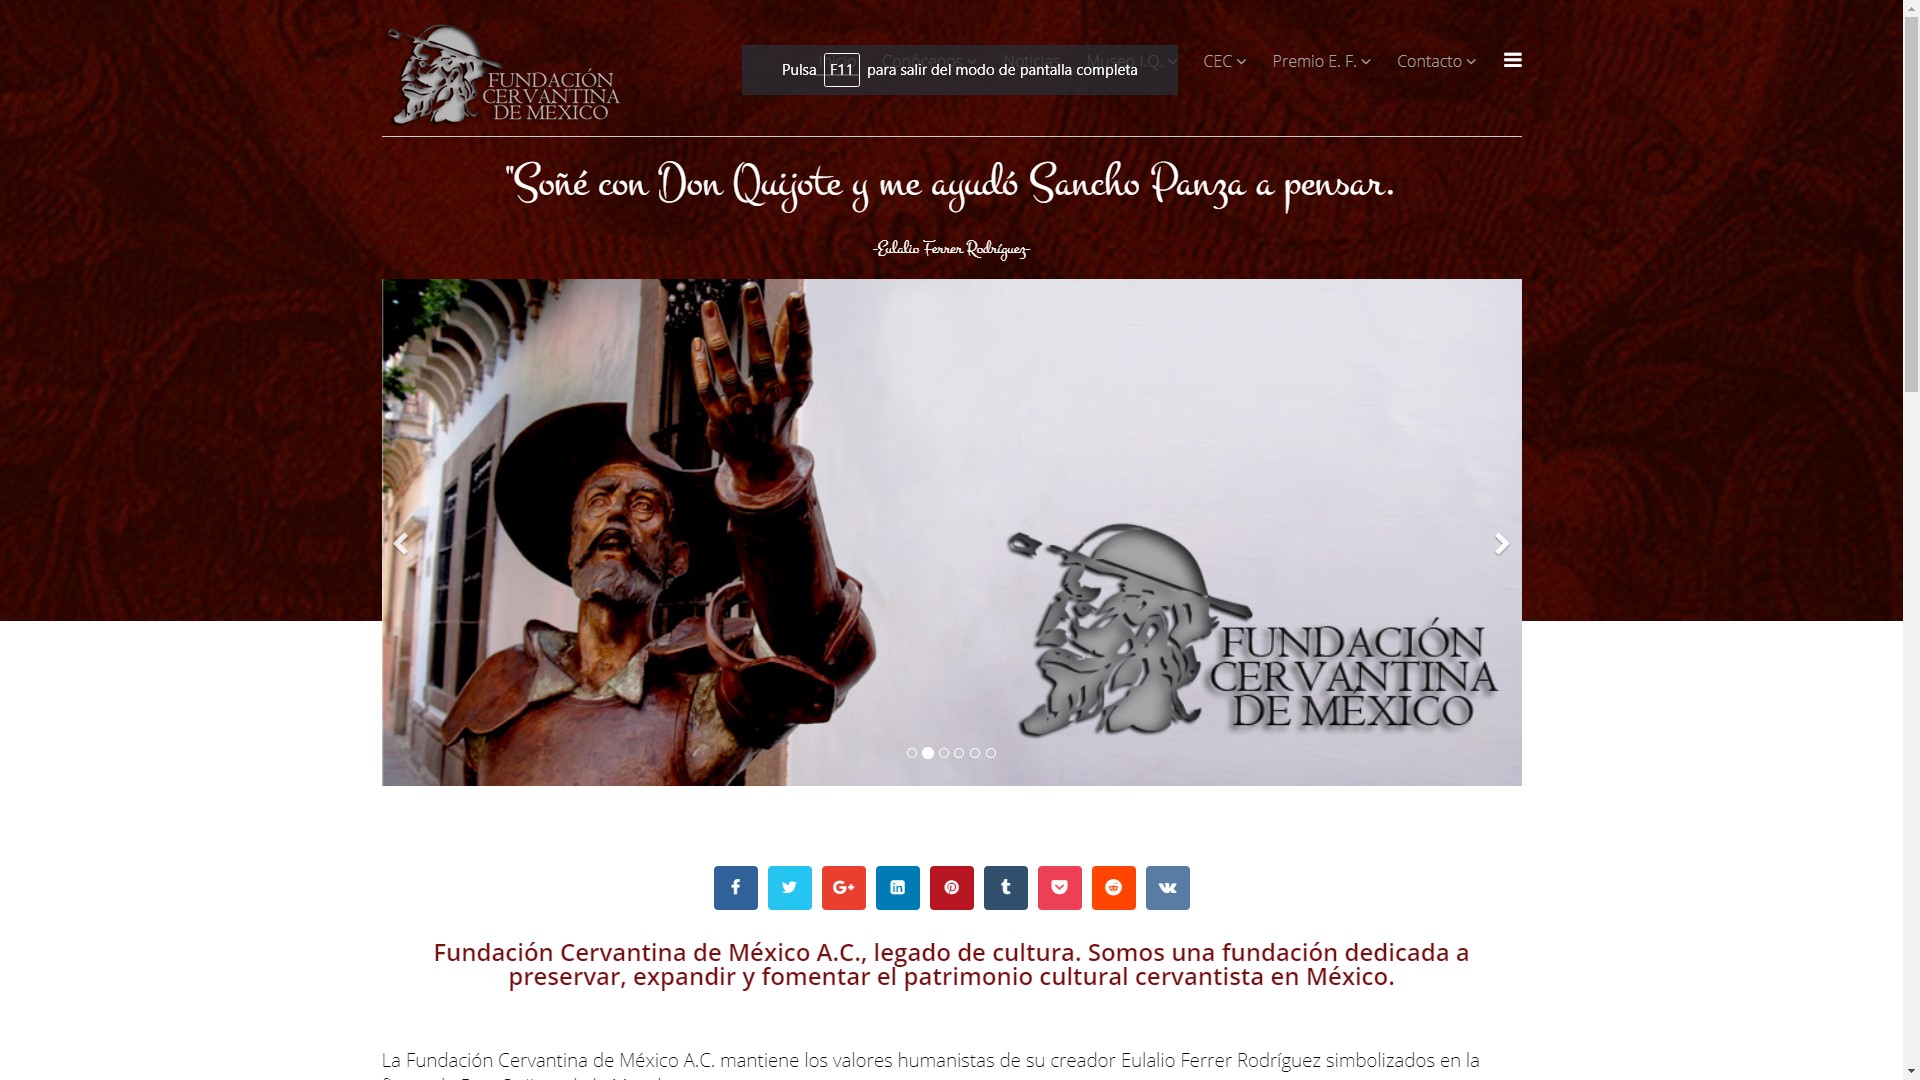 FUNDACIÓN
CERVANTINA
DE MÉXICO
Inicio Conócenos Noticias Museo I.Q. CEC Premio E. F. Contacto
Pulsa F11 para salir del modo de pantalla completa
"Soñé con Don Quijote y me ayudó Sancho Panza a pensar.
-Eulalio Ferrer Rodríguez-
FUNDACIÓN
CERVANTINA
DE MÉXICO
Fundación Cervantina de México A.C., legado de cultura. Somos una fundación dedicada a
preservar, expandir y fomentar el patrimonio cultural cervantista en México.
La Fundación Cervantina de México A.C. mantiene los valores humanistas de su creador Eulalio Ferrer Rodríguez simbolizados en la